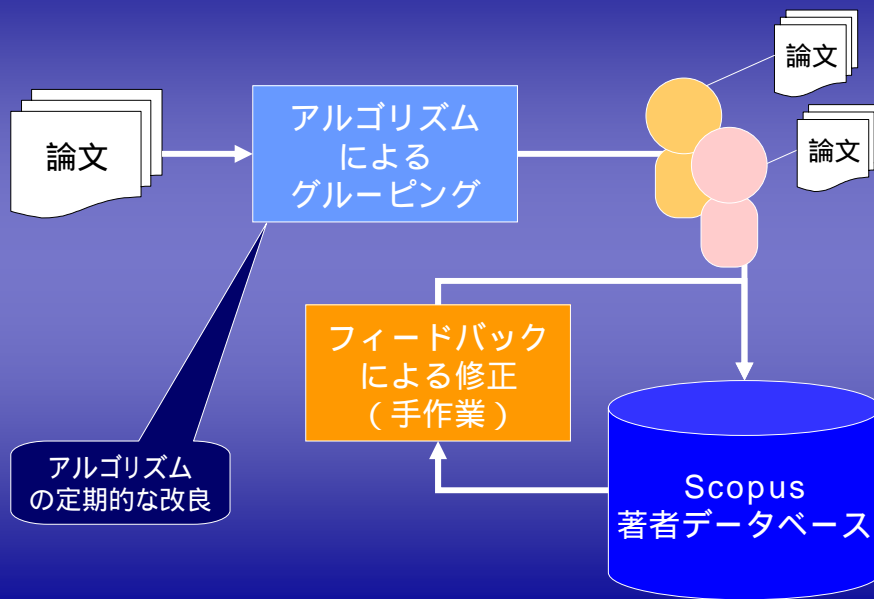 論文
アルゴリズム
による
グルーピング
論文
論文
フィードバック
による修正
(手作業)
アルゴリズム
の定期的な改良
Scopus
著者データベース